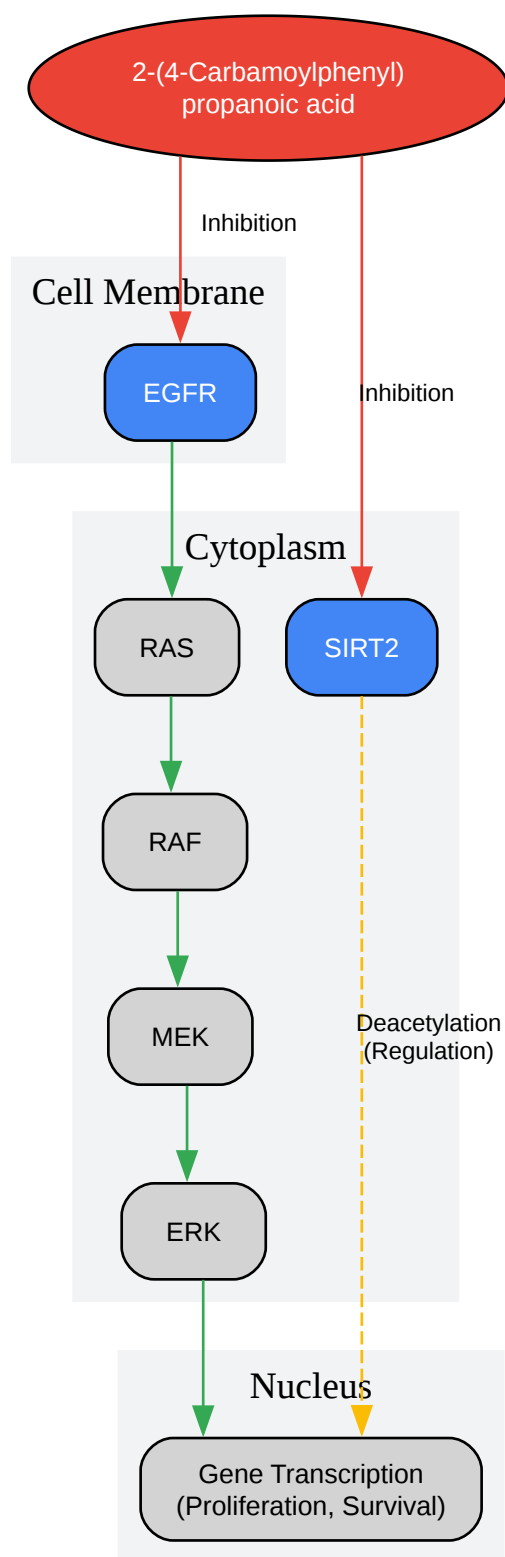 2-(4-Carbamoylphenyl)
propanoic acid
Inhibition
Cell Membrane
EGFR
Inhibition
Cytoplasm
RAS
SIRT2
RAF
MEK
Deacetylation
(Regulation)
ERK
Nucleus
Gene Transcription
(Proliferation, Survival)